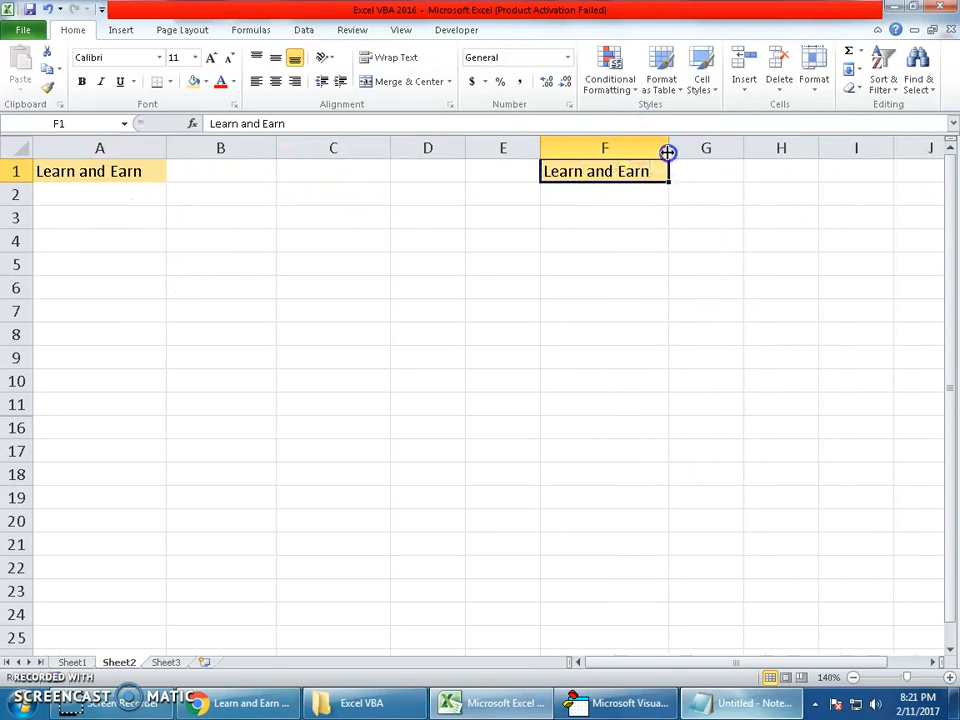 Excel VBA 2016 - Microsoft Excel (Product Activation Failed)
File Home Insert Page Layout Formulas Data Review View Developer
Paste
Calibri 11 A A
B I U A
Wrap Text
Merge & Center
General
$ % ,
Conditional Formatting
Format as Table
Cell Styles
Insert Delete Format
Σ
Sort & Filter
Find & Select
Clipboard Font Alignment Number Styles Cells Editing
F1 fx Learn and Earn
A B C D E F G H I J
1 Learn and Earn Learn and Earn
2
3
4
5
6
7
8
9
10
11
16
17
18
19
20
21
22
23
24
25
Sheet1 Sheet2 Sheet3
RECORDED WITH
140%
SCREENCAST MATIC
Screen Recorder Learn and Earn ... Excel VBA Microsoft Excel ... Microsoft Visua... Untitled - Note...
8:21 PM
2/11/2017